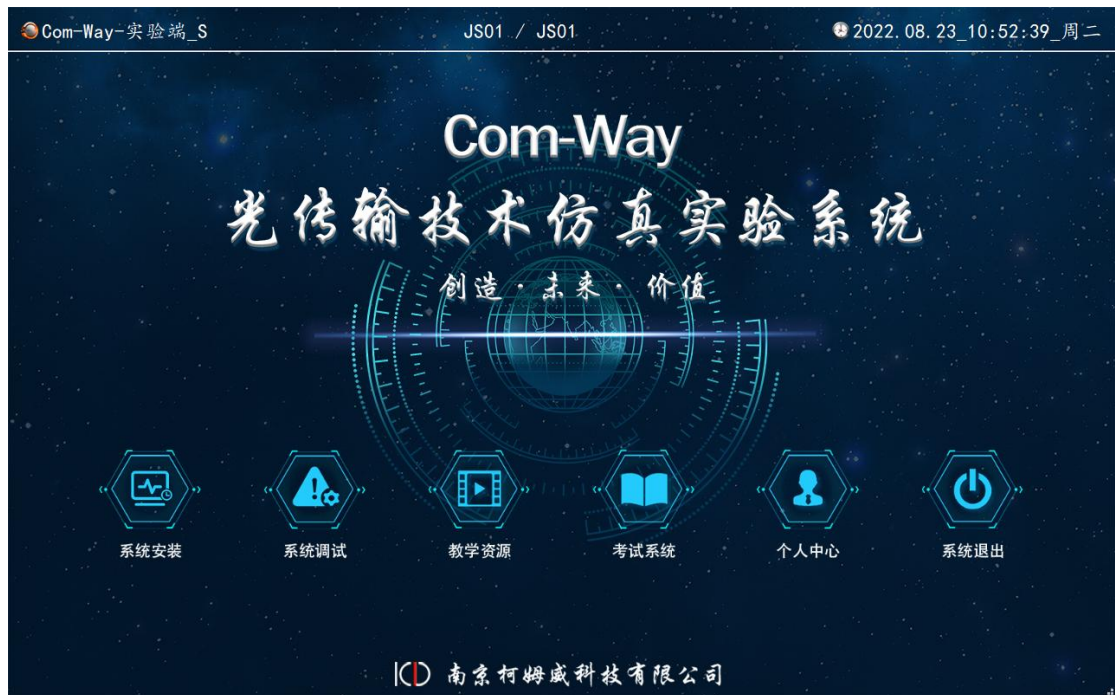 Com-Way-实验端_S JS01 / JS01 2022.08.23_10:52:39_周二
Com-Way
光传输技术仿真实验系统
创造·未来·价值
系统安装 系统调试 教学资源 考试系统 个人中心 系统退出
南京柯姆威科技有限公司